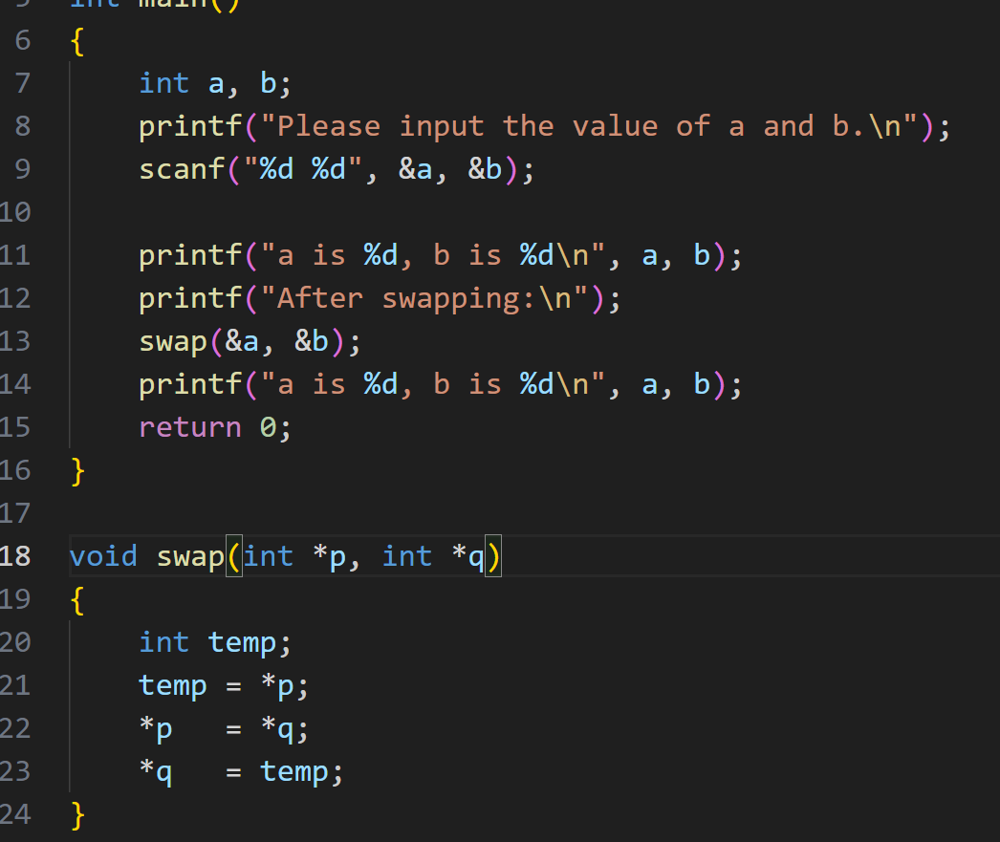 5 int main()
6 {
7     int a, b;
8     printf("Please input the value of a and b.\n");
9     scanf("%d %d", &a, &b);
10
11     printf("a is %d, b is %d\n", a, b);
12     printf("After swapping:\n");
13     swap(&a, &b);
14     printf("a is %d, b is %d\n", a, b);
15     return 0;
16 }
17
18 void swap(int *p, int *q)
19 {
20     int temp;
21     temp = *p;
22     *p   = *q;
23     *q   = temp;
24 }